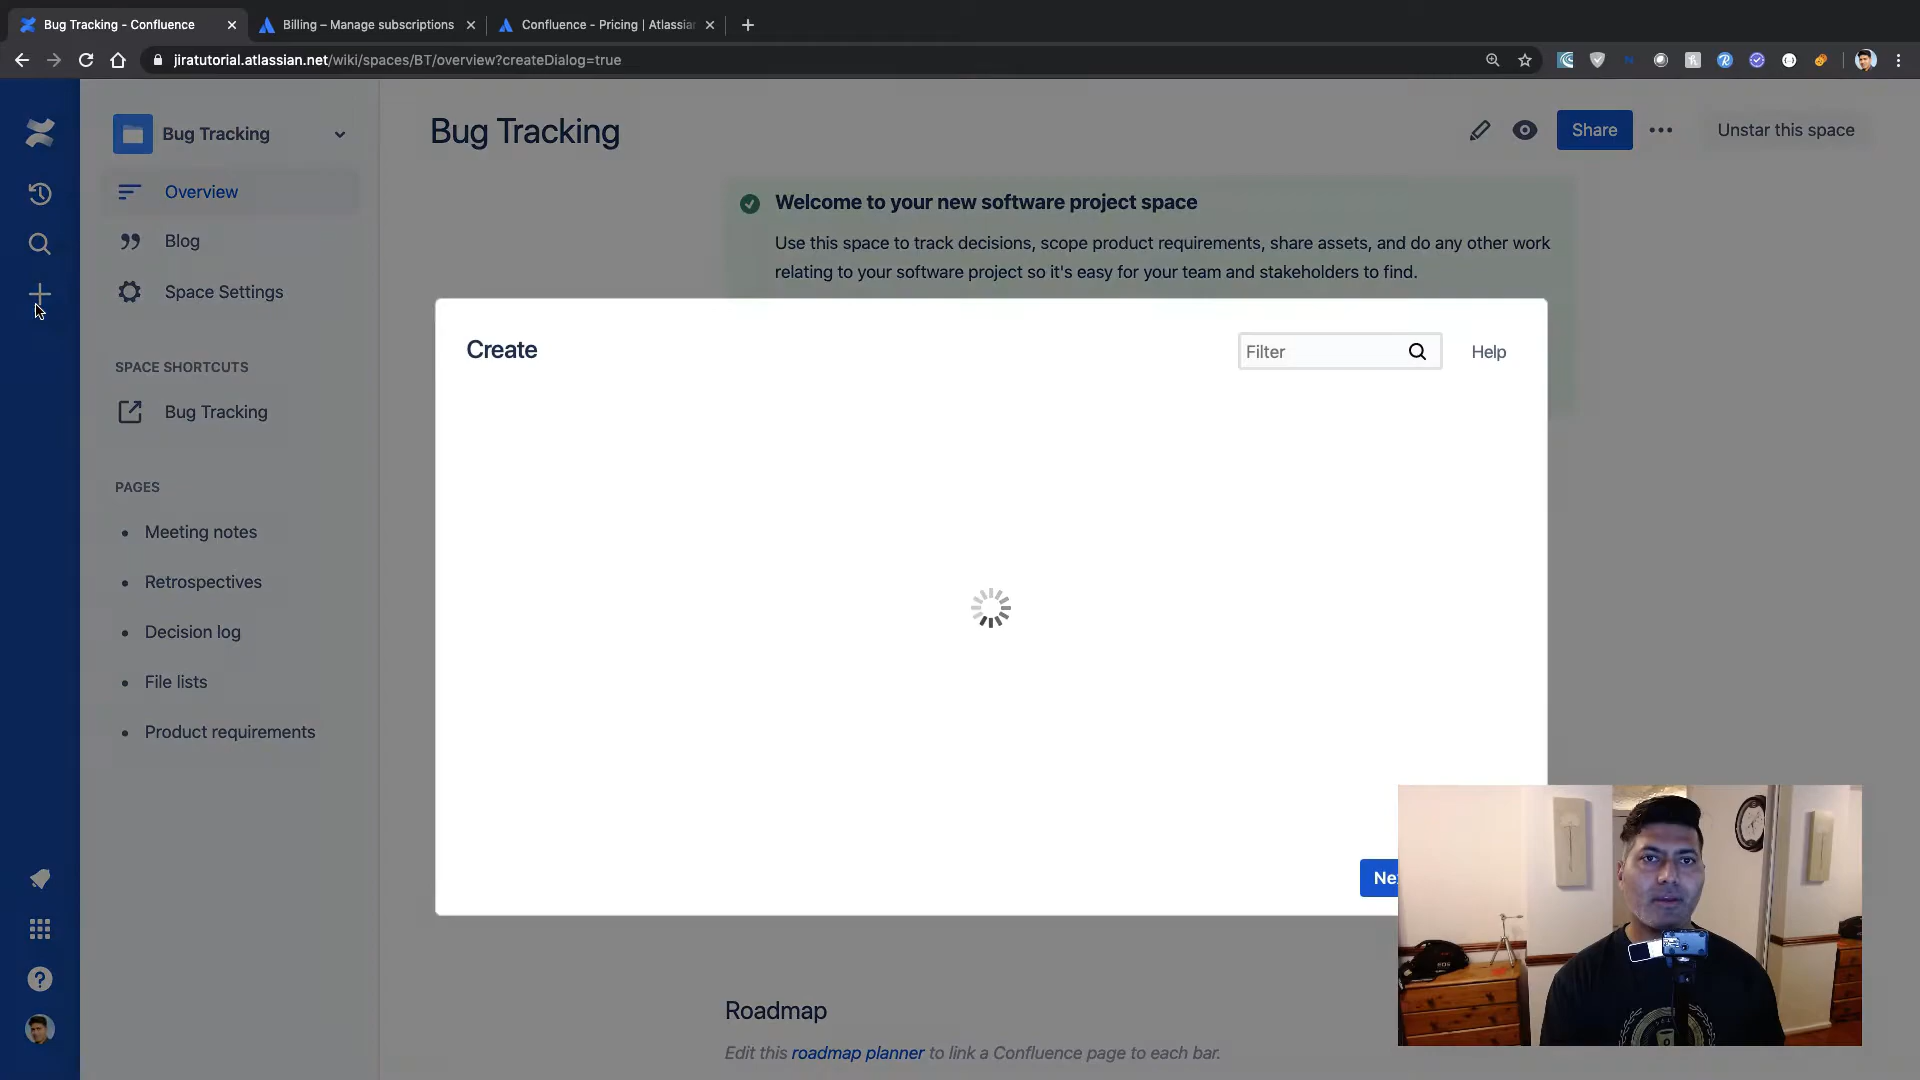 Bug Tracking - Confluence
Billing – Manage subscriptions
Confluence - Pricing | Atlassian
jiratutorial.atlassian.net/wiki/spaces/BT/overview?createDialog=true
Bug Tracking
Overview
Blog
Space Settings
SPACE SHORTCUTS
Bug Tracking
PAGES
Meeting notes
Retrospectives
Decision log
File lists
Product requirements
Bug Tracking
Share
Unstar this space
Welcome to your new software project space
Use this space to track decisions, scope product requirements, share assets, and do any other work
relating to your software project so it's easy for your team and stakeholders to find.
Create
Filter
Help
Ne
Roadmap
Edit this roadmap planner to link a Confluence page to each bar.